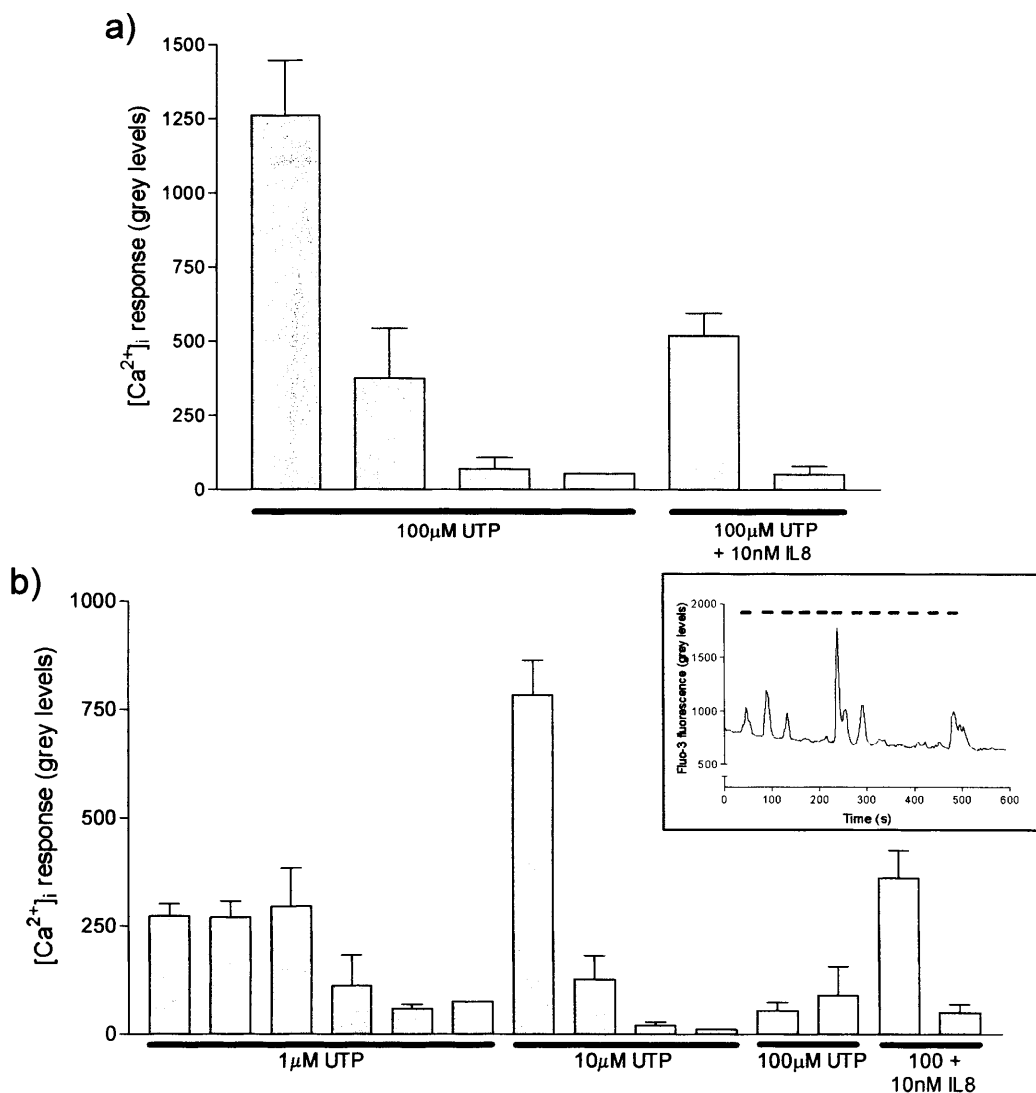 a)
[Ca²⁺]ᵢ response (grey levels)
1500
1250
1000
750
500
250
0
100μM UTP
100μM UTP
+ 10nM IL8
b)
[Ca²⁺]ᵢ response (grey levels)
1000
750
500
250
0
1μM UTP
10μM UTP
100μM UTP
100 +
10nM IL8
Fluo-3 fluorescence (grey levels)
2000
1500
1000
500
0 100 200 300 400 500 600
Time (s)